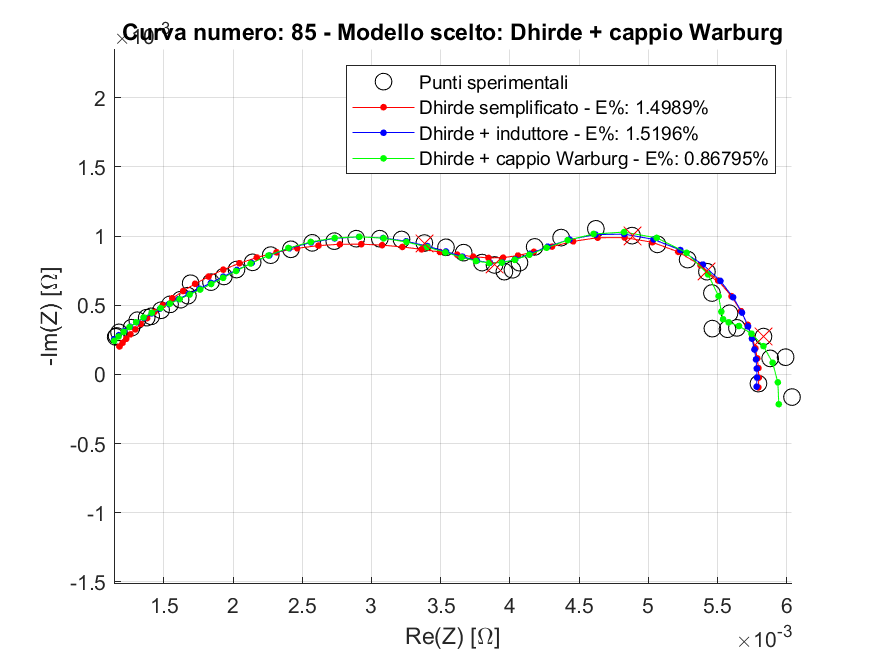 Curva numero: 85 - Modello scelto: Dhirde + cappio Warburg
×10-3
Punti sperimentali
Dhirde semplificato - E%: 1.4989%
Dhirde + induttore - E%: 1.5196%
Dhirde + cappio Warburg - E%: 0.86795%
2
1.5
1
0.5
0
-0.5
-1
-1.5
-Im(Z) [Ω]
1.5 2 2.5 3 3.5 4 4.5 5 5.5 6
Re(Z) [Ω]
×10-3